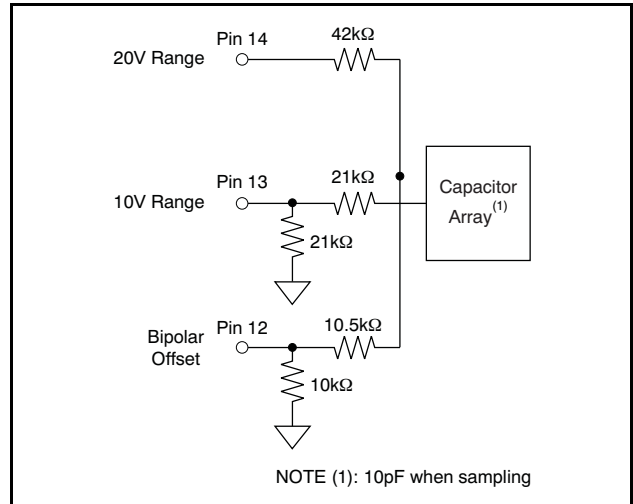 42kΩ
Pin 14
20V Range
21kΩ
Pin 13
10V Range
Capacitor
Array(1)
21kΩ
10.5kΩ
Pin 12
Bipolar
Offset
10kΩ
NOTE (1): 10pF when sampling